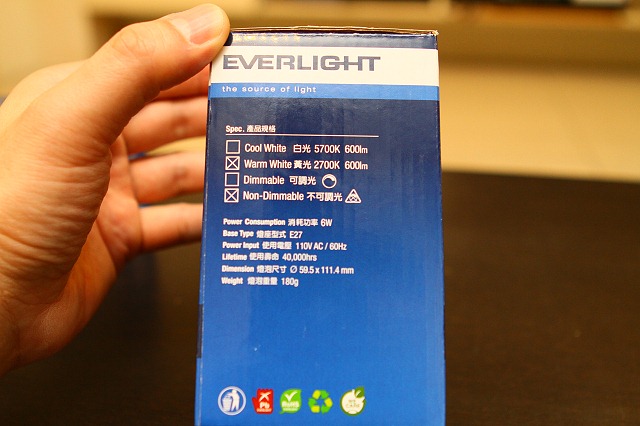 EVERLIGHT
the source of light
Spec. 產品規格
Cool White 白光 5700K 600lm
Warm White 黃光 2700K 600lm
Dimmable 可調光
Non-Dimmable 不可調光
Power Consumption 消耗功率 6W
Base Type 燈座型式 E27
Power Input 使用電壓 110V AC / 60Hz
Lifetime 使用壽命 40,000hrs
Dimension 燈泡尺寸 Ø 59.5 x 111.4 mm
Weight 燈泡重量 180g
Pb
RoHS